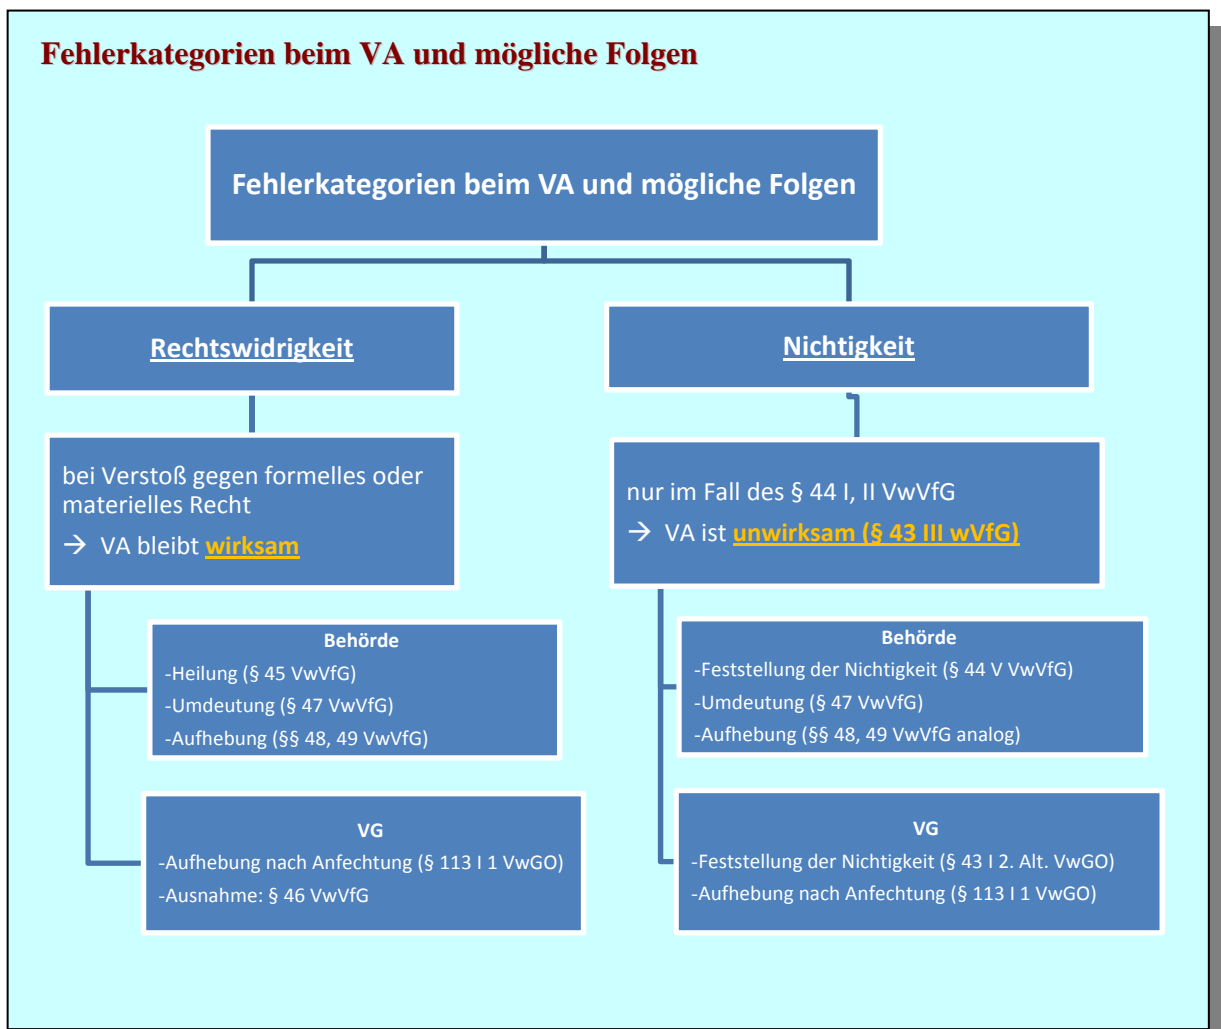 Fehlerkategorien beim VA und mögliche Folgen
Fehlerkategorien beim VA und mögliche Folgen
Rechtswidrigkeit
bei Verstoß gegen formelles oder
materielles Recht
→ VA bleibt wirksam
Behörde
-Heilung (§ 45 VwVfG)
-Umdeutung (§ 47 VwVfG)
-Aufhebung (§§ 48, 49 VwVfG)
VG
-Aufhebung nach Anfechtung (§ 113 I 1 VwGO)
-Ausnahme: § 46 VwVfG
Nichtigkeit
nur im Fall des § 44 I, II VwVfG
→ VA ist unwirksam (§ 43 III wVfG)
Behörde
-Feststellung der Nichtigkeit (§ 44 V VwVfG)
-Umdeutung (§ 47 VwVfG)
-Aufhebung (§§ 48, 49 VwVfG analog)
VG
-Feststellung der Nichtigkeit (§ 43 I 2. Alt. VwGO)
-Aufhebung nach Anfechtung (§ 113 I 1 VwGO)